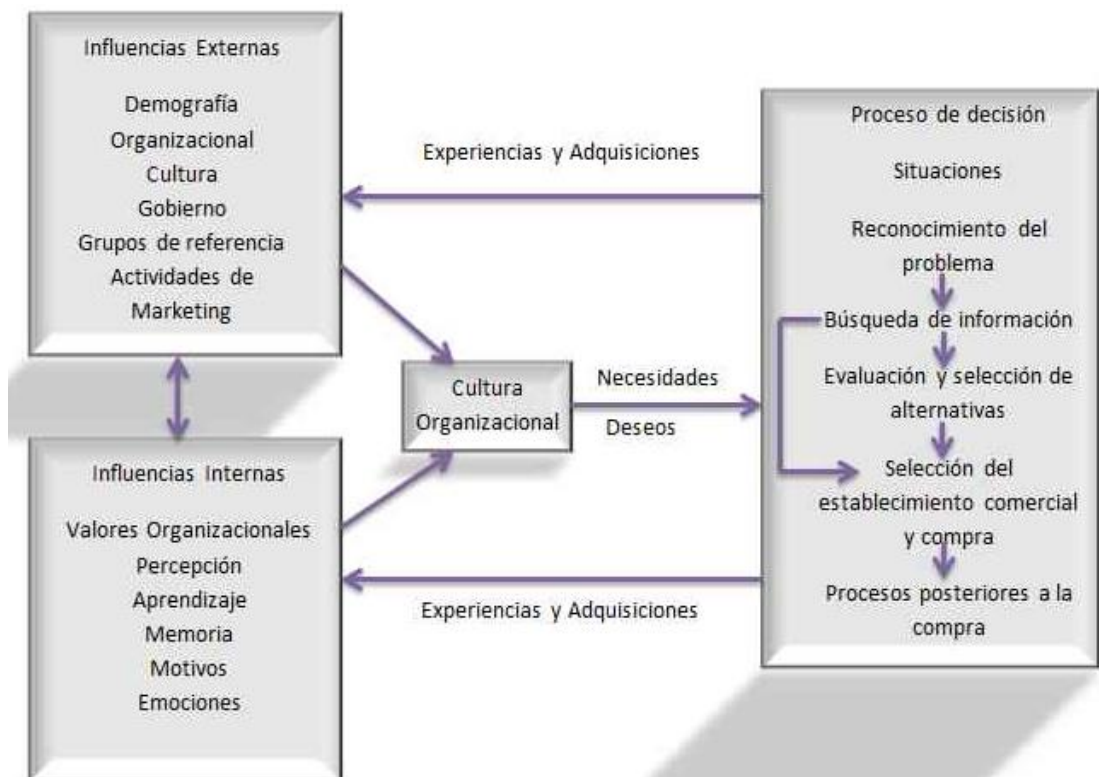 Influencias Externas
Demografía
Organizacional
Cultura
Gobierno
Grupos de referencia
Actividades de
Marketing
Influencias Internas
Valores Organizacionales
Percepción
Aprendizaje
Memoria
Motivos
Emociones
Experiencias y Adquisiciones
Cultura
Organizacional
Necesidades
Deseos
Experiencias y Adquisiciones
Proceso de decisión
Situaciones
Reconocimiento del
problema
Búsqueda de información
Evaluación y selección de
alternativas
Selección del
establecimiento comercial
y compra
Procesos posteriores a la
compra